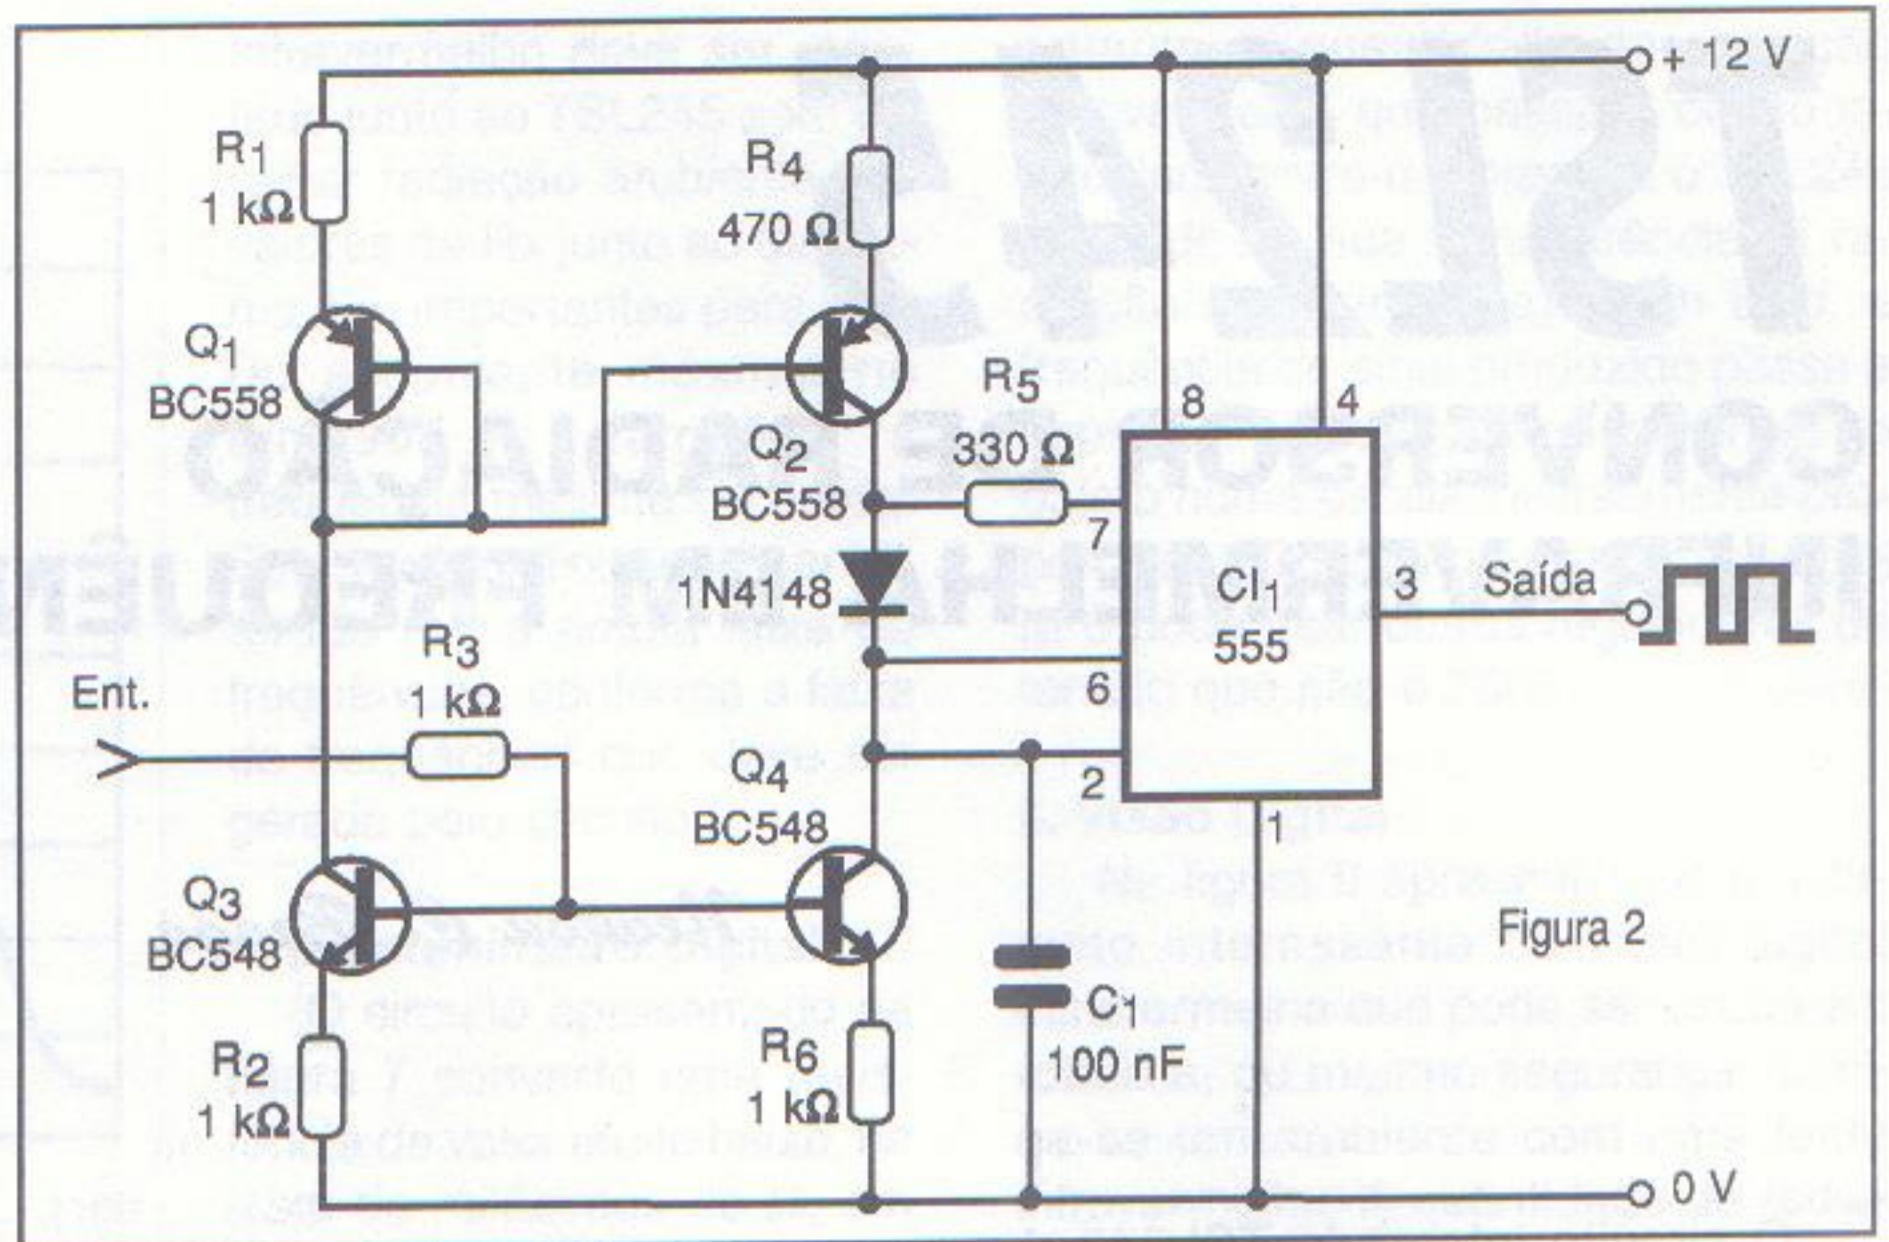 + 12 V
R1
1 kΩ
R4
470 Ω
Q1
BC558
Q2
BC558
R5
330 Ω
8
4
7
1N4148
CI1
555
3
Saída
6
R3
1 kΩ
Ent.
2
Q4
BC548
1
Q3
BC548
Figura 2
C1
100 nF
R2
1 kΩ
R6
1 kΩ
0 V